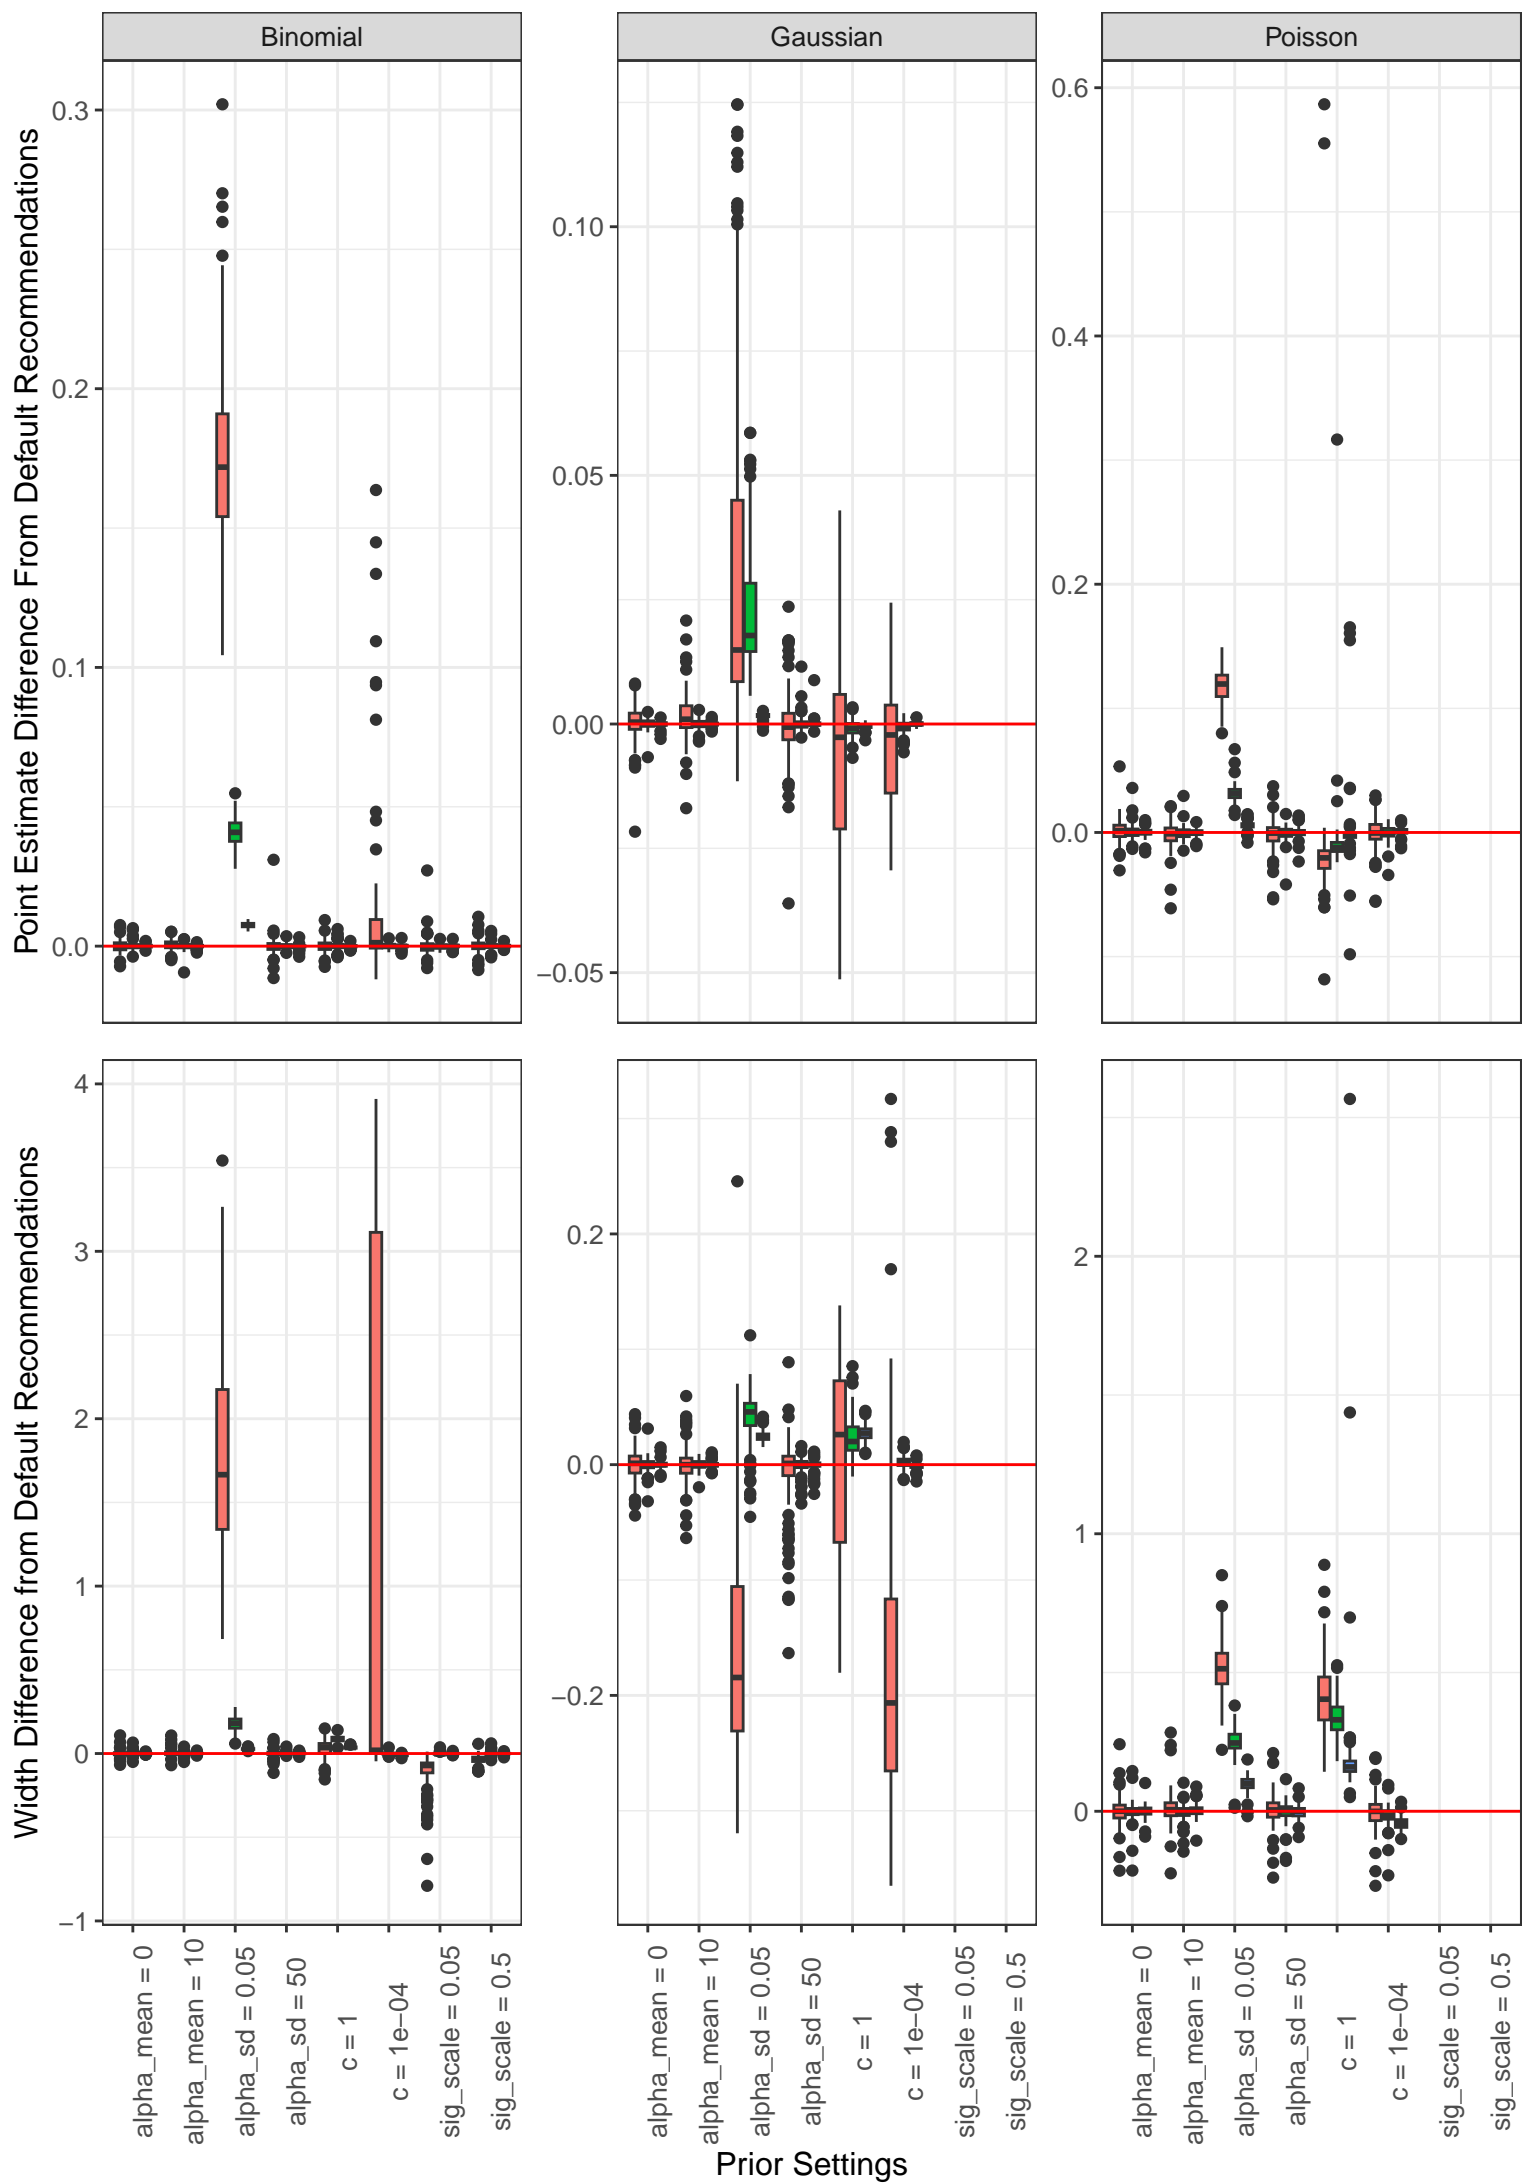 Binomial
Gaussian
Poisson
Point Estimate Difference From Default Recommendations
0.3
0.2
0.1
0.0
0.10
0.05
0.00
−0.05
0.6
0.4
0.2
0.0
Width Difference from Default Recommendations
4
3
2
1
0
−1
0.2
0.0
−0.2
2
1
0
alpha_mean = 0
alpha_mean = 10
alpha_sd = 0.05
alpha_sd = 50
c = 1
c = 1e−04
sig_scale = 0.05
sig_scale = 0.5
alpha_mean = 0
alpha_mean = 10
alpha_sd = 0.05
alpha_sd = 50
c = 1
c = 1e−04
sig_scale = 0.05
sig_scale = 0.5
alpha_mean = 0
alpha_mean = 10
alpha_sd = 0.05
alpha_sd = 50
c = 1
c = 1e−04
sig_scale = 0.05
sig_scale = 0.5
Prior Settings